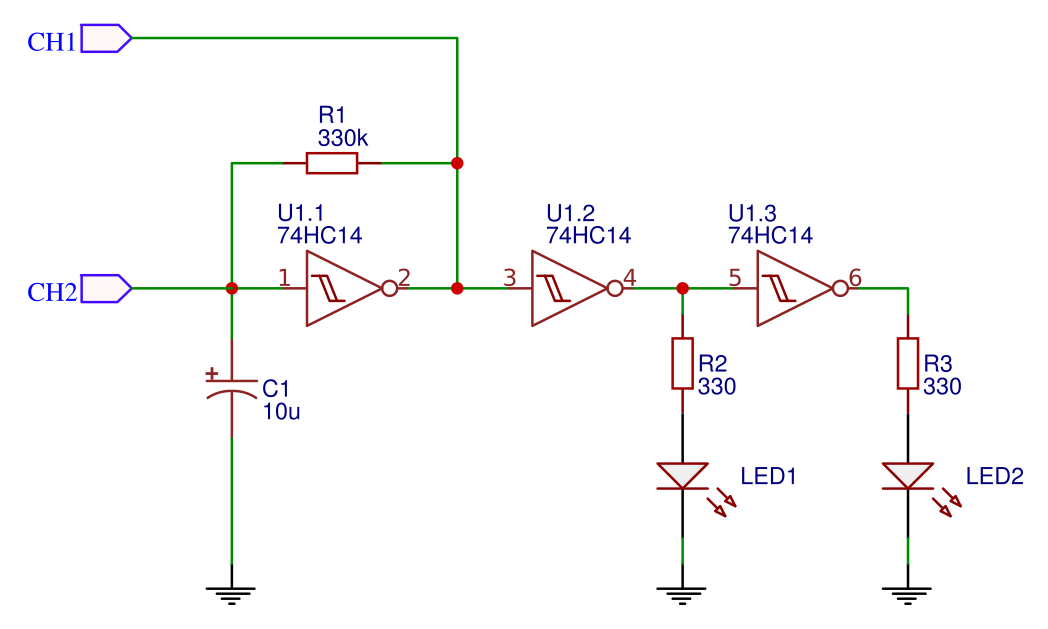 CH1
R1
330k
U1.1
74HC14
U1.2
74HC14
U1.3
74HC14
CH2
1
2
3
4
5
6
+
C1
10u
R2
330
R3
330
LED1
LED2